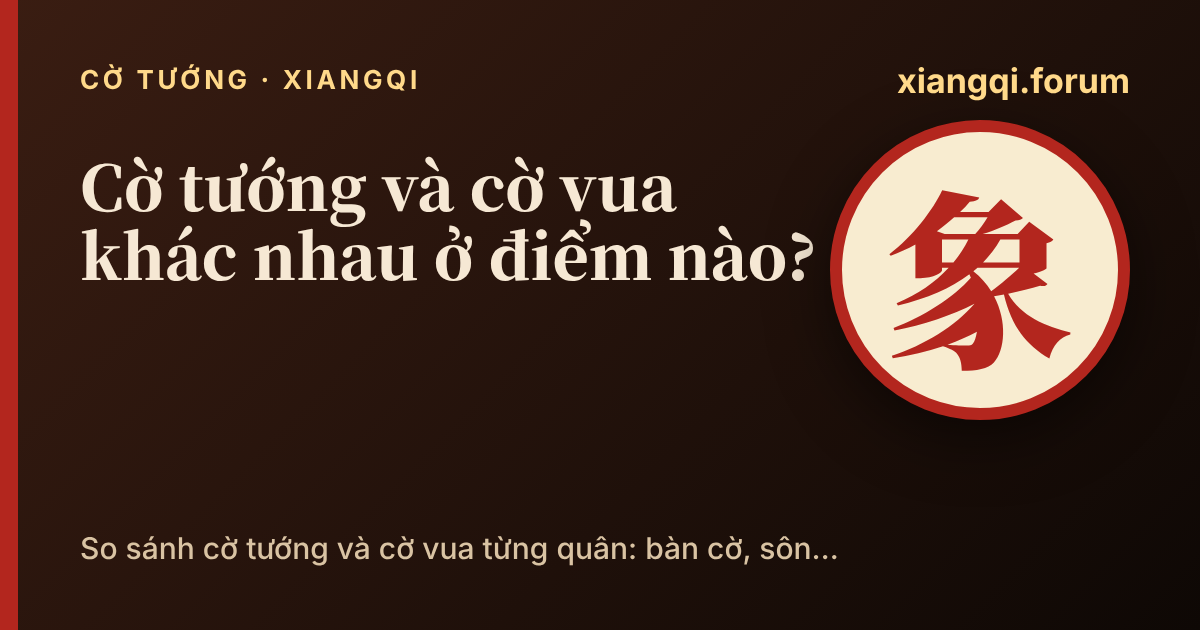 CỜ TƯỚNG · XIANGQI
xiangqi.forum
Cờ tướng và cờ vua
khác nhau ở điểm nào?
象
So sánh cờ tướng và cờ vua từng quân: bàn cờ, sôn…